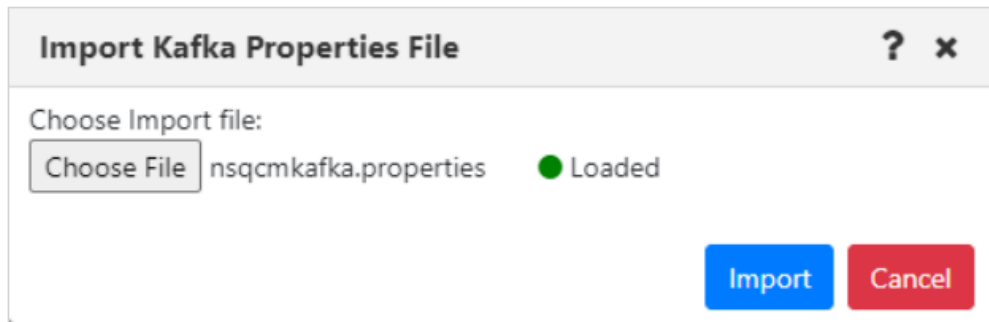 Import Kafka Properties File ? ×
Choose Import file:
Choose File nsqcmkafka.properties Loaded
Import Cancel